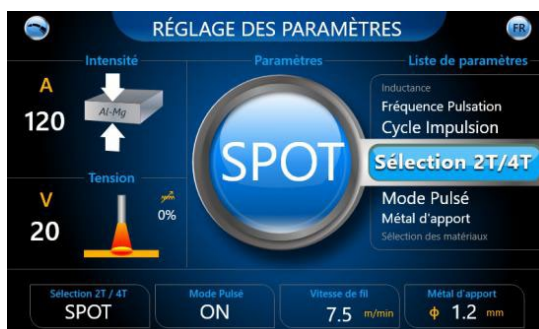 RÉGLAGE DES PARAMÈTRES
FR
Intensité
Paramètres
Liste de paramètres
A
120
Al-Mg
Inductance
Fréquence Pulsation
Cycle Impulsion
SPOT
Sélection 2T/4T
Mode Pulsé
Métal d'apport
Sélection des matériaux
Tension
V
20
0%
Sélection 2T / 4T
SPOT
Mode Pulsé
ON
Vitesse de fil
7.5 m/min
Métal d'apport
ϕ 1.2 mm